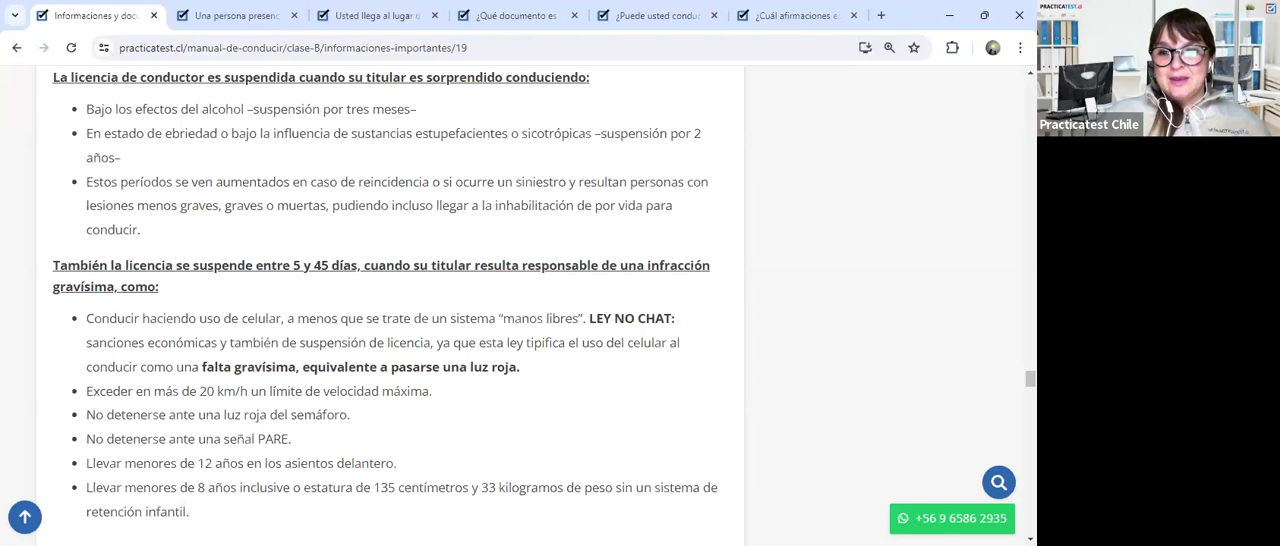 Informaciones y docu
una persona presenc
n qué lugar o
¿Qué documento es
¿Puede usted condu
¿Cuál afirmaciones es
practicatest.cl/manual-de-conducir/clase-B/informaciones-importantes/19
La licencia de conductor es suspendida cuando su titular es sorprendido conduciendo:
Bajo los efectos del alcohol –suspensión por 3 meses–
En estado de ebriedad o bajo la influencia de sustancias estupefacientes o sicotrópicas –suspensión por 2
años–
Estos períodos se ven aumentados en caso de reincidencia o si ocurre un siniestro y resultan personas con
lesiones menos graves, graves o muertas, pudiendo incluso llegar a la inhabilitación de por vida para
conducir.
También la licencia se suspende entre 5 y 45 días, cuando su titular resulta responsable de una infracción
gravísima, como:
Conducir haciendo uso de celular, a menos que se trate de un sistema “manos libres”. LEY NO CHAT:
sanciones económicas y también de suspensión de licencia, ya que esta ley tipifica el uso del celular al
conducir como una falta gravísima, equivalente a pasarse una luz roja.
Exceder en más de 20 km/h un límite de velocidad máxima.
No detenerse ante una luz roja del semáforo.
No detenerse ante una señal PARE.
Llevar menores de 12 años en los asientos delantero.
Llevar menores de 8 años inclusive o estatura de 135 centímetros y 33 kilogramos de peso sin un sistema de
retención infantil.
+56 9 6586 2935
PRACTICATEST.cl
Practicatest Chile